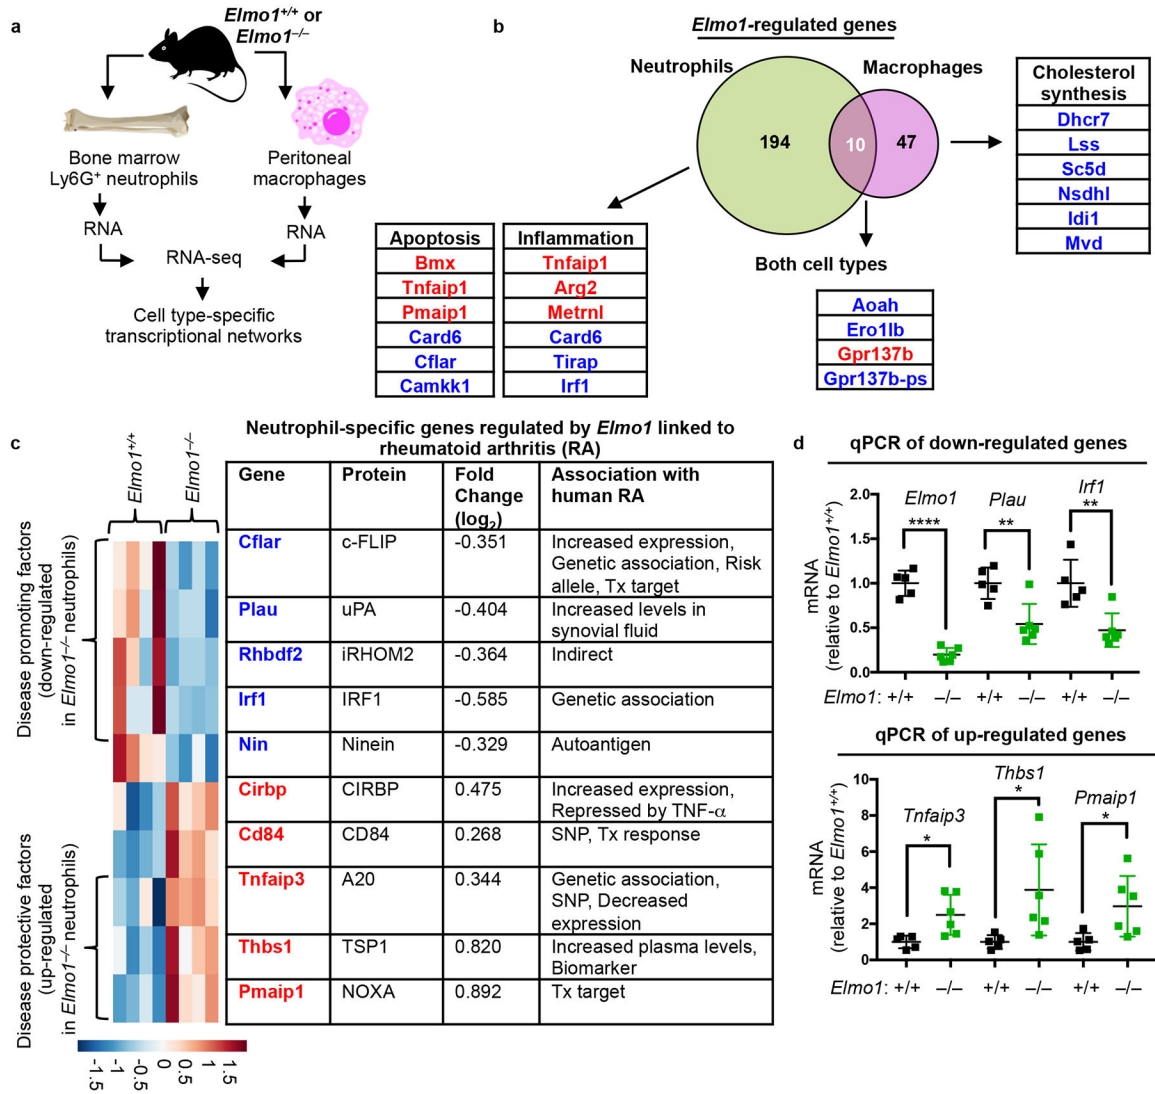 a
Elmo1+/+ or
Elmo1–/–
Bone marrow
Ly6G+ neutrophils
Peritoneal
macrophages
RNA
RNA
RNA-seq
Cell type-specific
transcriptional networks
b
Elmo1-regulated genes
Neutrophils
Macrophages
194
10
47
Both cell types
Apoptosis
Bmx
Tnfaip1
Pmaip1
Card6
Cflar
Camkk1
Inflammation
Tnfaip1
Arg2
Metrnl
Card6
Tirap
Irf1
Aoah
Ero1lb
Gpr137b
Gpr137b-ps
Cholesterol
synthesis
Dhcr7
Lss
Sc5d
Nsdhl
Idi1
Mvd
c
Elmo1+/+
Elmo1–/–
Disease promoting factors
(down-regulated
in Elmo1–/– neutrophils)
Disease protective factors
(up-regulated
in Elmo1–/– neutrophils)
-1.5
-1
-0.5
0
0.5
1
1.5
Neutrophil-specific genes regulated by Elmo1 linked to
rheumatoid arthritis (RA)
Gene
Protein
Fold
Change
(log2)
Association with
human RA
Cflar
c-FLIP
-0.351
Increased expression,
Genetic association, Risk
allele, Tx target
Plau
uPA
-0.404
Increased levels in
synovial fluid
Rhbdf2
iRHOM2
-0.364
Indirect
Irf1
IRF1
-0.585
Genetic association
Nin
Ninein
-0.329
Autoantigen
Cirbp
CIRBP
0.475
Increased expression,
Repressed by TNF-α
Cd84
CD84
0.268
SNP, Tx response
Tnfaip3
A20
0.344
Genetic association,
SNP, Decreased
expression
Thbs1
TSP1
0.820
Increased plasma levels,
Biomarker
Pmaip1
NOXA
0.892
Tx target
d
qPCR of down-regulated genes
mRNA
(relative to Elmo1+/+)
2.0
1.5
1.0
0.5
0.0
Elmo1
Plau
Irf1
****
**
**
Elmo1: +/+ –/– +/+ –/– +/+ –/–
qPCR of up-regulated genes
mRNA
(relative to Elmo1+/+)
10
8
6
4
2
0
Tnfaip3
Thbs1
Pmaip1
*
*
*
Elmo1: +/+ –/– +/+ –/– +/+ –/–